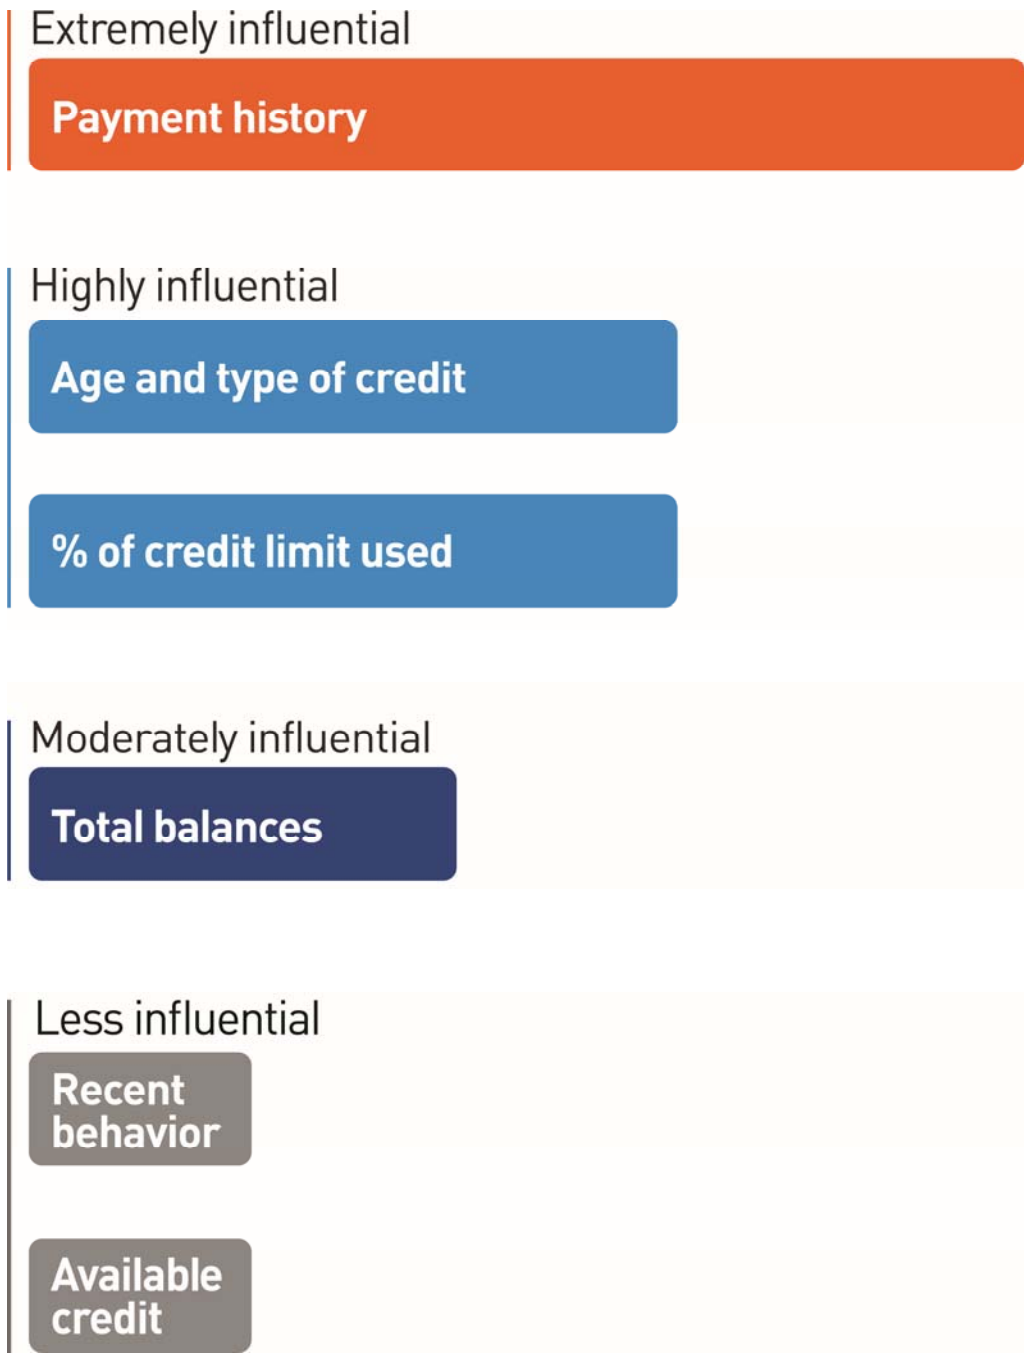 Extremely influential
Payment history
Highly influential
Age and type of credit
% of credit limit used
Moderately influential
Total balances
Less influential
Recent
behavior
Available
credit